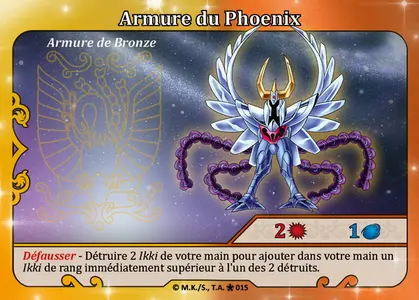 Armure du Phoenix
Armure de Bronze
2 1
Défausser - Détruire 2 Ikki de votre main pour ajouter dans votre main un
Ikki de rang immédiatement supérieur à l'un des 2 détruits.
© M.K./S., T.A. ★ 015